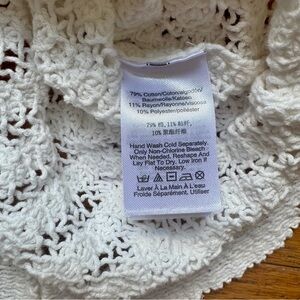 79% Cotton/Coton/algodón/
Baumwolle/Katoen
11% Rayon/Rayonne/viscosa
10% Polyester/poliéster
79% 棉, 11% 粘纤,
10% 聚酯纤维
Hand Wash Cold Separately.
Only Non-Chlorine Bleach
When Needed. Reshape And
Lay Flat To Dry. Low Iron If
Necessary.
Laver À La Main À L'eau
Froide Séparément. Utiliser